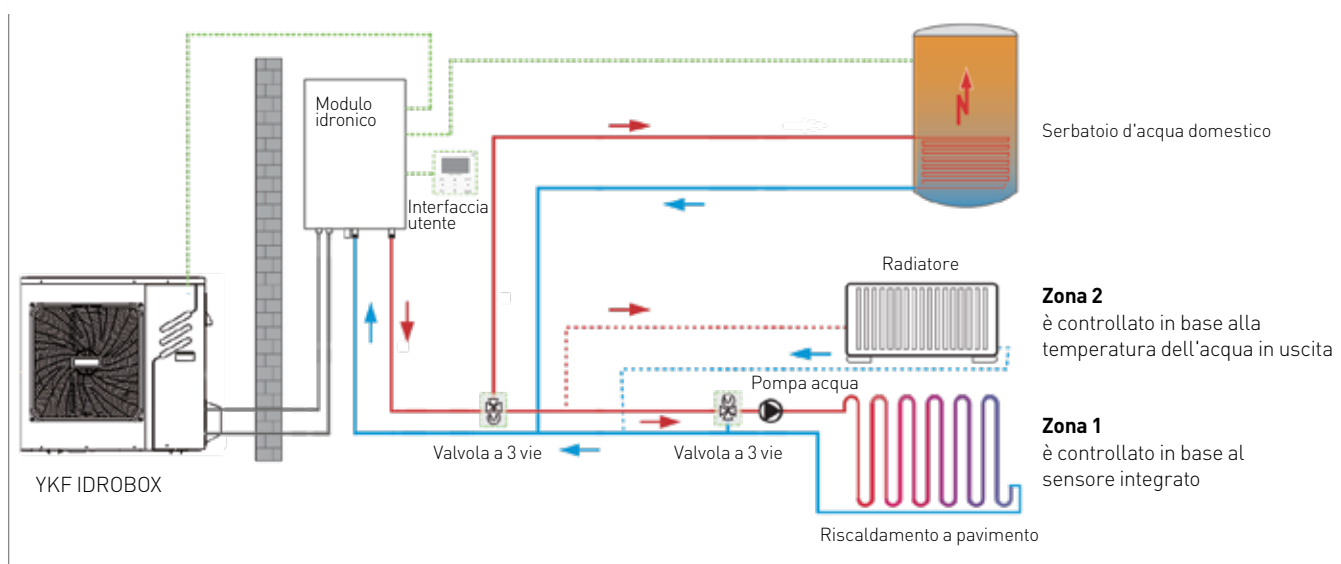 Modulo
idronico
Serbatoio d'acqua domestico
Interfaccia
utente
Radiatore
Zona 2
è controllato in base alla
temperatura dell'acqua in uscita
Pompa acqua
Zona 1
è controllato in base al
sensore integrato
Valvola a 3 vie
Valvola a 3 vie
YKF IDROBOX
Riscaldamento a pavimento